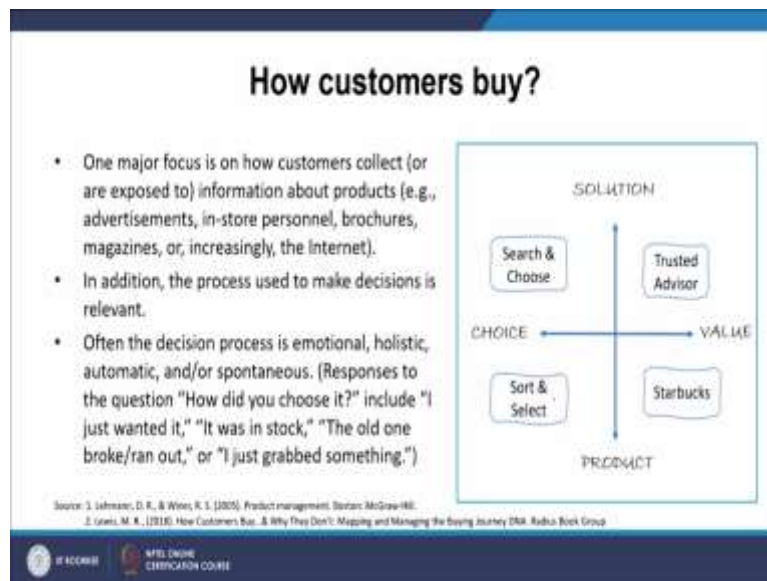 How customers buy?
• One major focus is on how customers collect (or
are exposed to) information about products (e.g.,
advertisements, in-store personnel, brochures,
magazines, or, increasingly, the Internet).
• In addition, the process used to make decisions is
relevant.
• Often the decision process is emotional, holistic,
automatic, and/or spontaneous. (Responses to
the question "How did you choose it?" include "I
just wanted it," "It was in stock," "The old one
broke/ran out," or "I just grabbed something.")
SOLUTION
Search &
Choose
Trusted
Advisor
CHOICE
VALUE
Sort &
Select
Starbucks
PRODUCT
Source: 1. Lehmann, D. R., & Winer, R. S. (2005). Product management. Boston: McGraw-Hill.
2. Lewis, M. R., (2018). How Customers Buy...& Why They Don't: Mapping and Managing the Buying Journey DNA. Radius Book Group
IIT ROORKEE
NPTEL ONLINE
CERTIFICATION COURSE